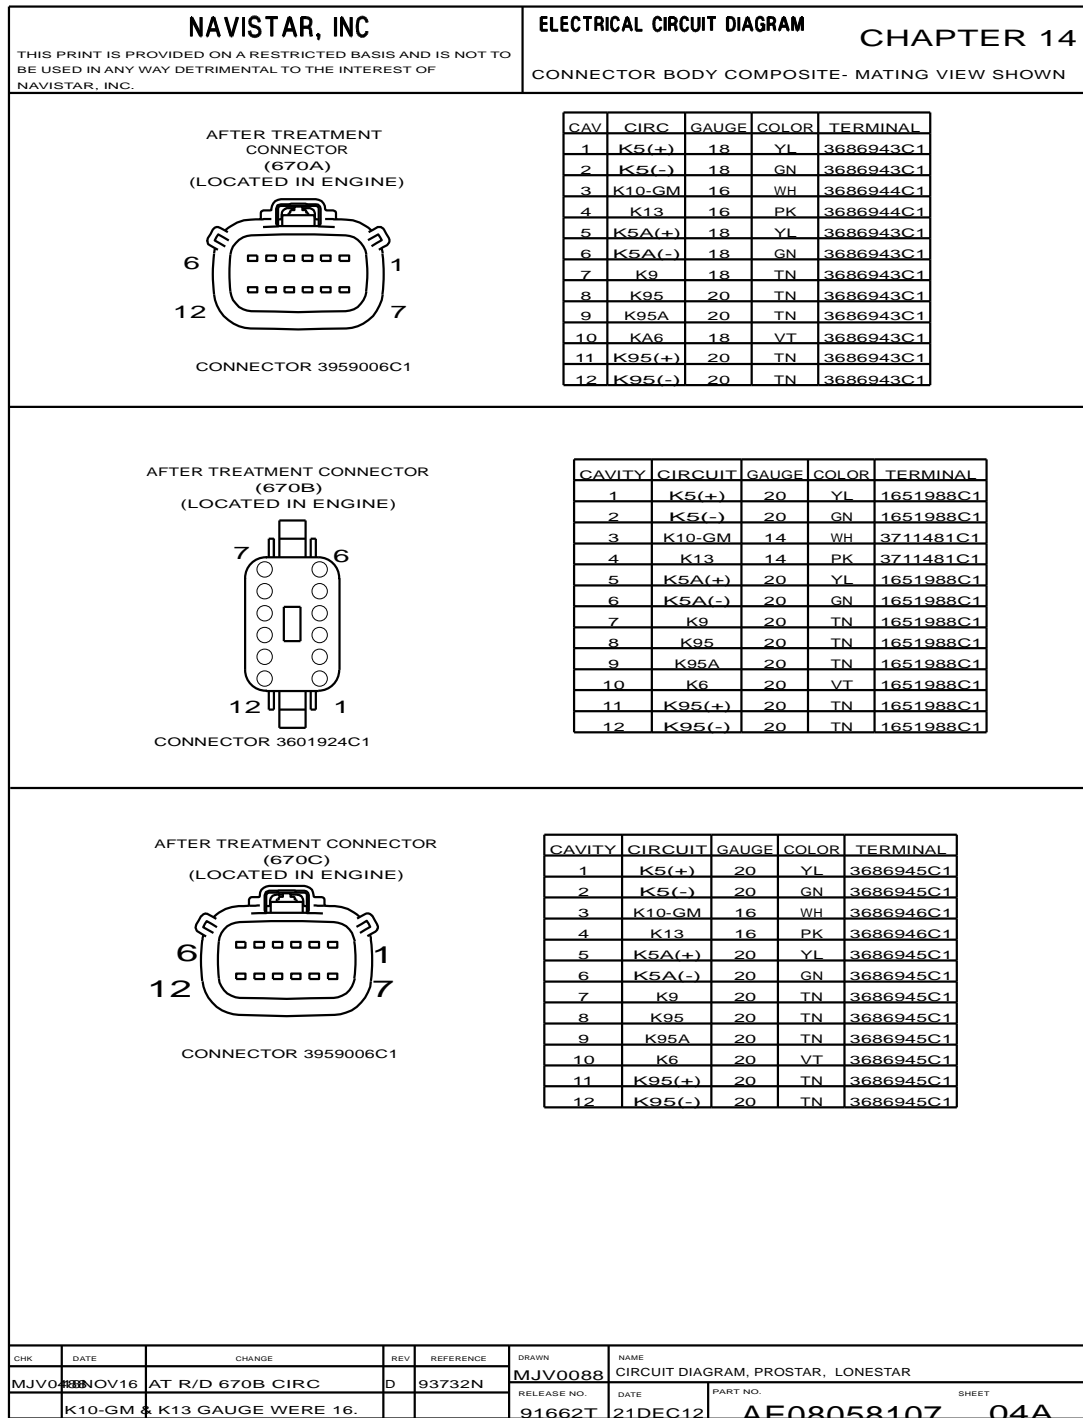 NAVISTAR, INC
THIS PRINT IS PROVIDED ON A RESTRICTED BASIS AND IS NOT TO
BE USED IN ANY WAY DETRIMENTAL TO THE INTEREST OF
NAVISTAR, INC.
ELECTRICAL CIRCUIT DIAGRAM
CHAPTER 14
CONNECTOR BODY COMPOSITE- MATING VIEW SHOWN
AFTER TREATMENT
CONNECTOR
(670A)
(LOCATED IN ENGINE)
6 1
12 7
CONNECTOR 3959006C1
CAV CIRC GAUGE COLOR TERMINAL
1 K5(+) 18 YL 3686943C1
2 K5(-) 18 GN 3686943C1
3 K10-GM 16 WH 3686944C1
4 K13 16 PK 3686944C1
5 K5A(+) 18 YL 3686943C1
6 K5A(-) 18 GN 3686943C1
7 K9 18 TN 3686943C1
8 K95 20 TN 3686943C1
9 K95A 20 TN 3686943C1
10 KA6 18 VT 3686943C1
11 K95(+) 20 TN 3686943C1
12 K95(-) 20 TN 3686943C1
AFTER TREATMENT CONNECTOR
(670B)
(LOCATED IN ENGINE)
7 6
12 1
CONNECTOR 3601924C1
CAVITY CIRCUIT GAUGE COLOR TERMINAL
1 K5(+) 20 YL 1651988C1
2 K5(-) 20 GN 1651988C1
3 K10-GM 14 WH 3711481C1
4 K13 14 PK 3711481C1
5 K5A(+) 20 YL 1651988C1
6 K5A(-) 20 GN 1651988C1
7 K9 20 TN 1651988C1
8 K95 20 TN 1651988C1
9 K95A 20 TN 1651988C1
10 K6 20 VT 1651988C1
11 K95(+) 20 TN 1651988C1
12 K95(-) 20 TN 1651988C1
AFTER TREATMENT CONNECTOR
(670C)
(LOCATED IN ENGINE)
6 1
12 7
CONNECTOR 3959006C1
CAVITY CIRCUIT GAUGE COLOR TERMINAL
1 K5(+) 20 YL 3686945C1
2 K5(-) 20 GN 3686945C1
3 K10-GM 16 WH 3686946C1
4 K13 16 PK 3686946C1
5 K5A(+) 20 YL 3686945C1
6 K5A(-) 20 GN 3686945C1
7 K9 20 TN 3686945C1
8 K95 20 TN 3686945C1
9 K95A 20 TN 3686945C1
10 K6 20 VT 3686945C1
11 K95(+) 20 TN 3686945C1
12 K95(-) 20 TN 3686945C1
CHK DATE CHANGE REV REFERENCE
AT R/D 670B CIRC D 93732N
K10-GM & K13 GAUGE WERE 16.
DRAWN NAME
MJV0088 CIRCUIT DIAGRAM, PROSTAR, LONESTAR
RELEASE NO. DATE PART NO. SHEET
91662T 21DEC12 AE08058107 04A